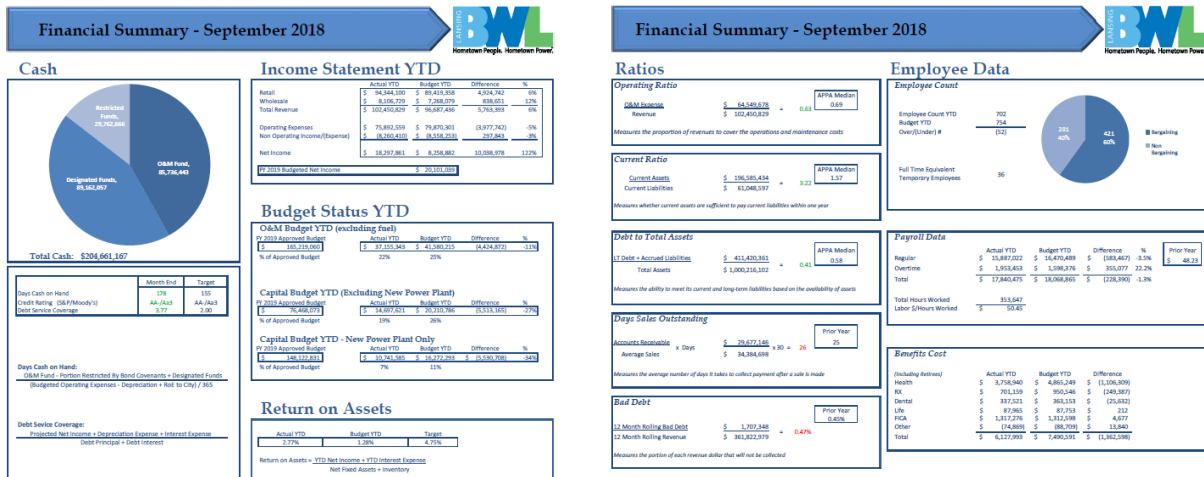 Financial Summary - September 2018
LANSING
BWL
Hometown People. Hometown Power.
Cash
Restricted
Funds,
29,762,666
O&M Fund,
85,736,443
Designated Funds,
89,162,057
Total Cash: $204,661,167
Month End Target
Days Cash on Hand 178 155
Credit Rating (S&P/Moody's) AA-/Aa3 AA-/Aa3
Debt Service Coverage 3.77 2.00
Days Cash on Hand:
O&M Fund - Portion Restricted By Bond Covenants + Designated Funds
(Budgeted Operating Expenses - Depreciation + RoE to City) / 365
Debt Sevice Coverage:
Projected Net Income + Depreciation Expense + Interest Expense
Debt Principal + Debt Interest
Income Statement YTD
Actual YTD Budget YTD Difference %
Retail $ 94,344,100 $ 89,419,358 4,924,742 6%
Wholesale $ 8,106,729 $ 7,268,079 838,651 12%
Total Revenue $ 102,450,829 $ 96,687,436 5,763,393 6%
Operating Expenses $ 75,892,559 $ 79,870,301 (3,977,742) -5%
Non Operating Income/(Expense) $ (8,260,410) $ (8,558,253) 297,843 -3%
Net Income $ 18,297,861 $ 8,258,882 10,038,978 122%
FY 2019 Budgeted Net Income $ 20,101,039
Budget Status YTD
O&M Budget YTD (excluding fuel)
FY 2019 Approved Budget Actual YTD Budget YTD Difference %
$ 165,219,060 $ 37,155,343 $ 41,580,215 (4,424,872) -11%
% of Approved Budget 22% 25%
Capital Budget YTD (Excluding New Power Plant)
FY 2019 Approved Budget Actual YTD Budget YTD Difference %
$ 76,468,073 $ 14,697,621 $ 20,210,786 (5,513,165) -27%
% of Approved Budget 19% 26%
Capital Budget YTD - New Power Plant Only
FY 2019 Approved Budget Actual YTD Budget YTD Difference %
$ 148,122,831 $ 10,741,585 $ 16,272,293 $ (5,530,708) -34%
% of Approved Budget 7% 11%
Return on Assets
Actual YTD Budget YTD Target
2.77% 1.28% 4.75%
Return on Assets = YTD Net Income + YTD Interest Expense
Net Fixed Assets + Inventory
Financial Summary - September 2018
LANSING
BWL
Hometown People. Hometown Power.
Ratios
Operating Ratio
O&M Expense $ 64,549,678 = 0.63 APPA Median
Revenue $ 102,450,829 0.69
Measures the proportion of revenues to cover the operations and maintenance costs
Current Ratio
Current Assets $ 196,585,434 = 3.22 APPA Median
Current Liabilities $ 61,048,597 1.57
Measures whether current assets are sufficient to pay current liabilities within one year
Debt to Total Assets
LT Debt + Accrued Liabilities $ 411,420,361 = 0.41 APPA Median
Total Assets $ 1,000,216,102 0.58
Measures the ability to meet its current and long-term liabilities based on the availability of assets
Days Sales Outstanding
Accounts Receivable x Days $ 29,677,146 x 30 = 26 Prior Year
Average Sales $ 34,384,698 25
Measures the average number of days it takes to collect payment after a sale is made
Bad Debt
12 Month Rolling Bad Debt $ 1,707,348 = 0.47% Prior Year
12 Month Rolling Revenue $ 361,822,979 0.45%
Measures the portion of each revenue dollar that will not be collected
Employee Data
Employee Count
Employee Count YTD 702
Budget YTD 754
Over/(Under) # (52)
Full Time Equivalent
Temporary Employees 36
281
40%
421
60%
Bargaining
Non
Bargaining
Payroll Data
Actual YTD Budget YTD Difference % Prior Year
Regular $ 15,887,022 $ 16,470,489 $ (583,467) -3.5% $ 48.23
Overtime $ 1,953,453 $ 1,598,376 $ 355,077 22.2%
Total $ 17,840,475 $ 18,068,865 $ (228,390) -1.3%
Total Hours Worked 353,647
Labor $/Hours Worked $ 50.45
Benefits Cost
(Including Retirees) Actual YTD Budget YTD Difference
Health $ 3,758,940 $ 4,865,249 $ (1,106,309)
RX $ 701,159 $ 950,546 $ (249,387)
Dental $ 337,521 $ 363,153 $ (25,632)
Life $ 87,965 $ 87,753 $ 212
FICA $ 1,317,276 $ 1,312,598 $ 4,677
Other $ (74,869) $ (88,709) $ 13,840
Total $ 6,127,993 $ 7,490,591 $ (1,362,598)